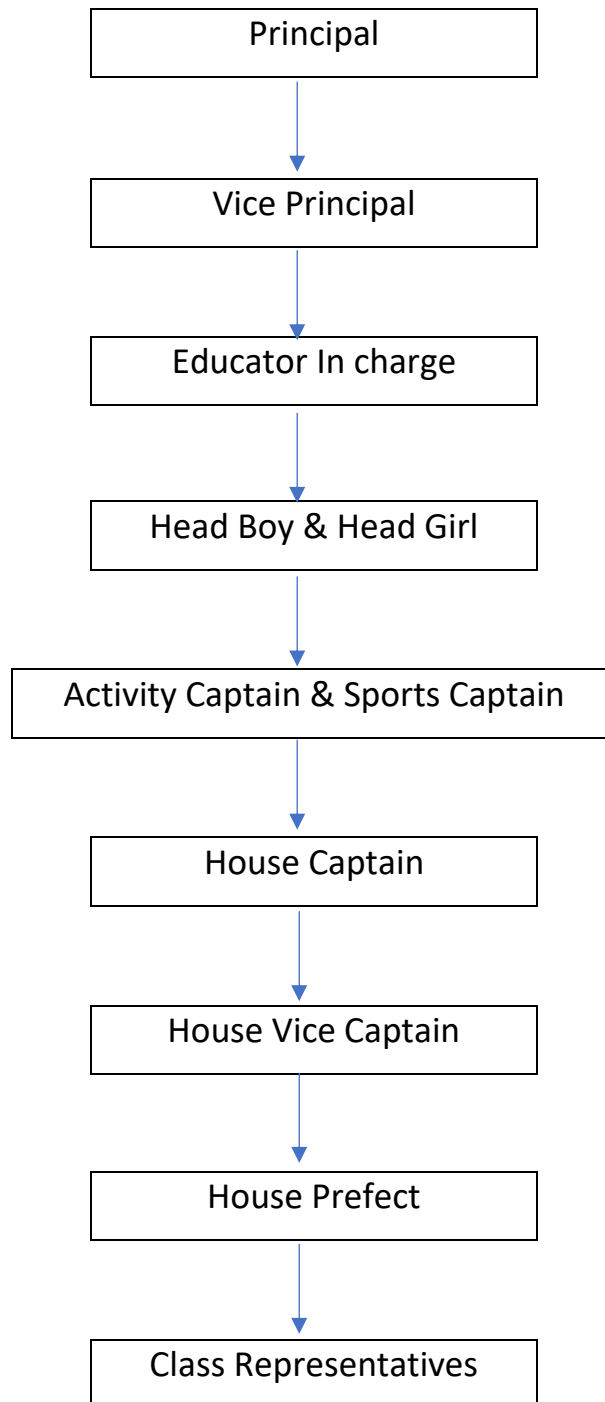 Principal
Vice Principal
Educator In charge
Head Boy & Head Girl
Activity Captain & Sports Captain
House Captain
House Vice Captain
House Prefect
Class Representatives